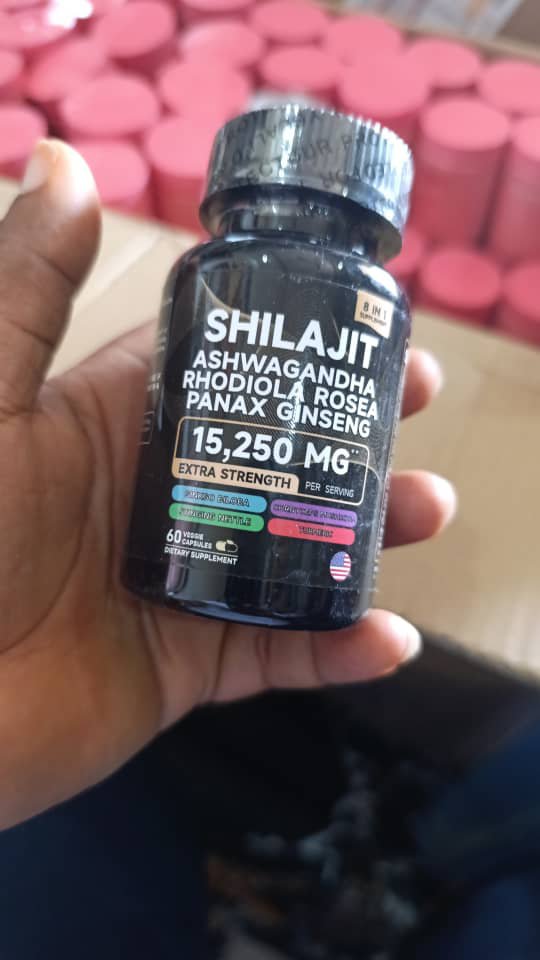 8 IN 1
SUPPLEMENT
SHILAJIT
ASHWAGANDHA
RHODIOLA ROSEA
PANAX GINSENG
15,250 MG**
EXTRA STRENGTH
PER SERVING
GINKGO BILOBA
STINGING NETTLE
TURMERIC
60 VEGGIE
CAPSULES
DIETARY SUPPLEMENT